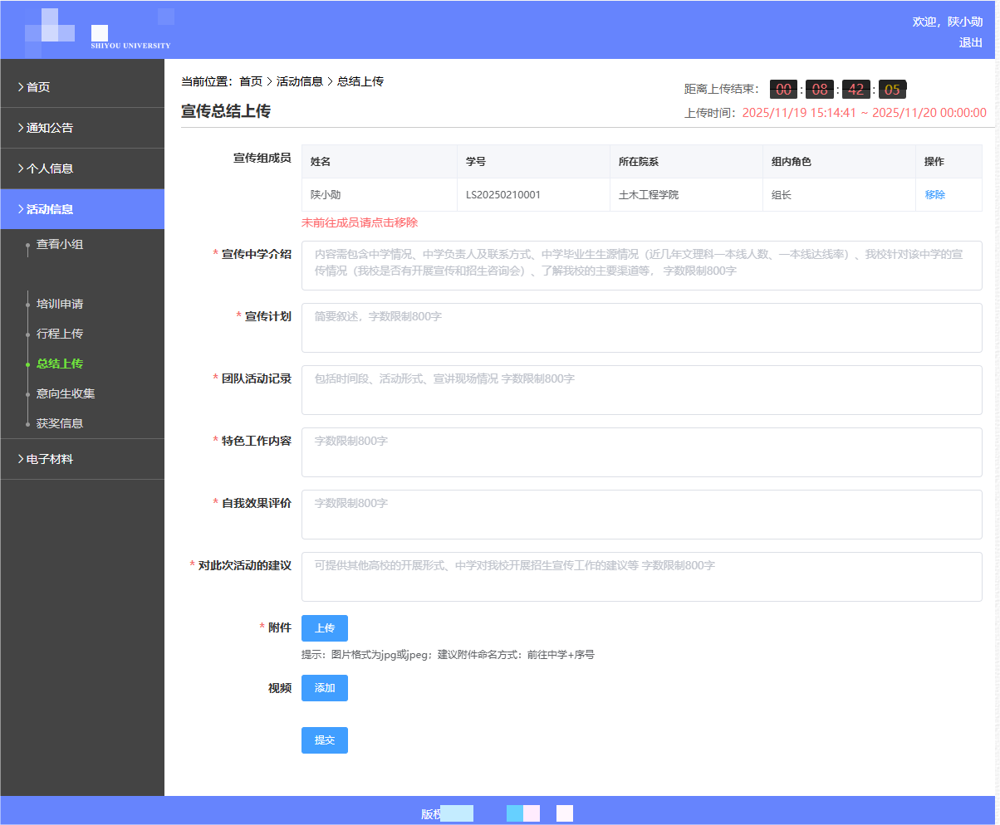 SHIYOU UNIVERSITY
欢迎，陕小勋
退出
首页
通知公告
个人信息
活动信息
查看小组
培训申请
行程上传
总结上传
意向生收集
获奖信息
电子材料
当前位置：首页 > 活动信息 > 总结上传
距离上传结束： 00 : 08 : 42 : 05
宣传总结上传
上传时间：2025/11/19 15:14:41 ~ 2025/11/20 00:00:00
宣传组成员
姓名 学号 所在院系 组内角色 操作
陕小勋 LS20250210001 土木工程学院 组长 移除
未前往成员请点击移除
* 宣传中学介绍
内容需包含中学情况、中学负责人及联系方式、中学毕业生生源情况（近几年文理科一本线人数、一本线达线率）、我校针对该中学的宣
传情况（我校是否有开展宣传和招生咨询会）、了解我校的主要渠道等， 字数限制800字
* 宣传计划
简要叙述，字数限制800字
* 团队活动记录
包括时间段、活动形式、宣讲现场情况 字数限制800字
* 特色工作内容
字数限制800字
* 自我效果评价
字数限制800字
* 对此次活动的建议
可提供其他高校的开展形式、中学对我校开展招生宣传工作的建议等 字数限制800字
* 附件
上传
提示：图片格式为jpg或jpeg；建议附件命名方式：前往中学+序号
视频
添加
提交
版权